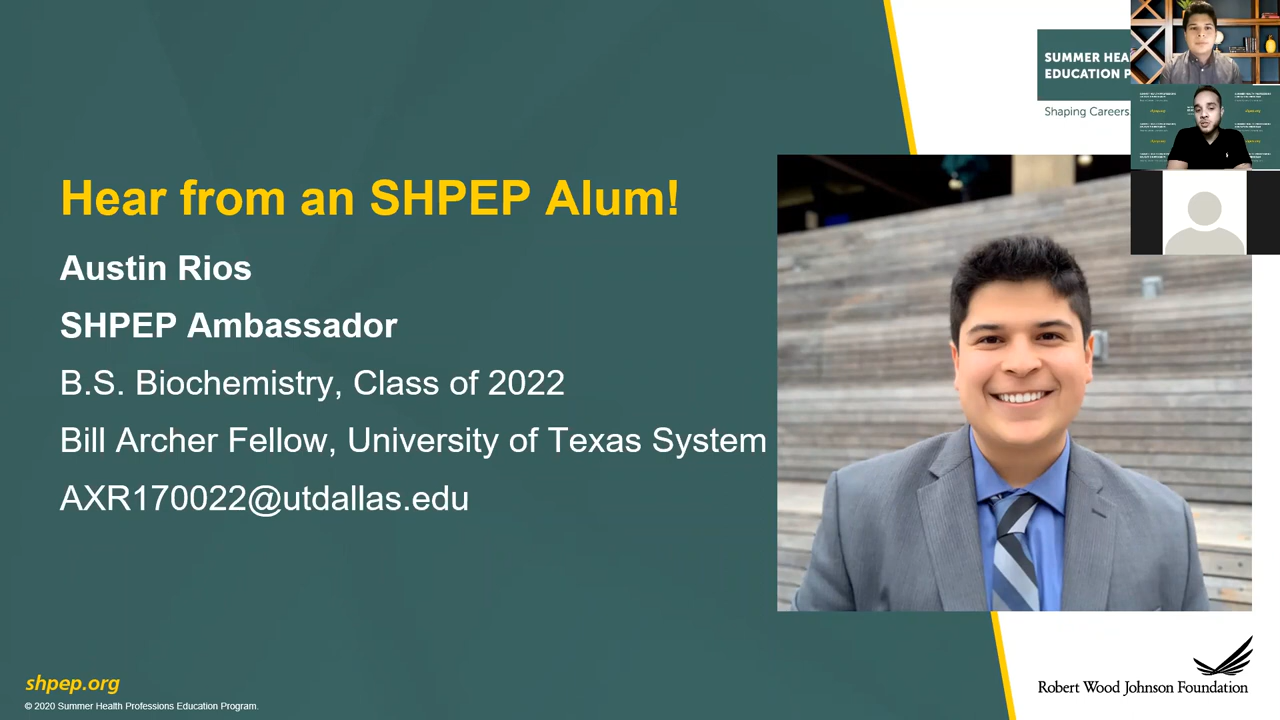 SUMMER HEA
EDUCATION P
Shaping Careers.
Hear from an SHPEP Alum!
Austin Rios
SHPEP Ambassador
B.S. Biochemistry, Class of 2022
Bill Archer Fellow, University of Texas System
AXR170022@utdallas.edu
shpep.org
© 2020 Summer Health Professions Education Program.
Robert Wood Johnson Foundation